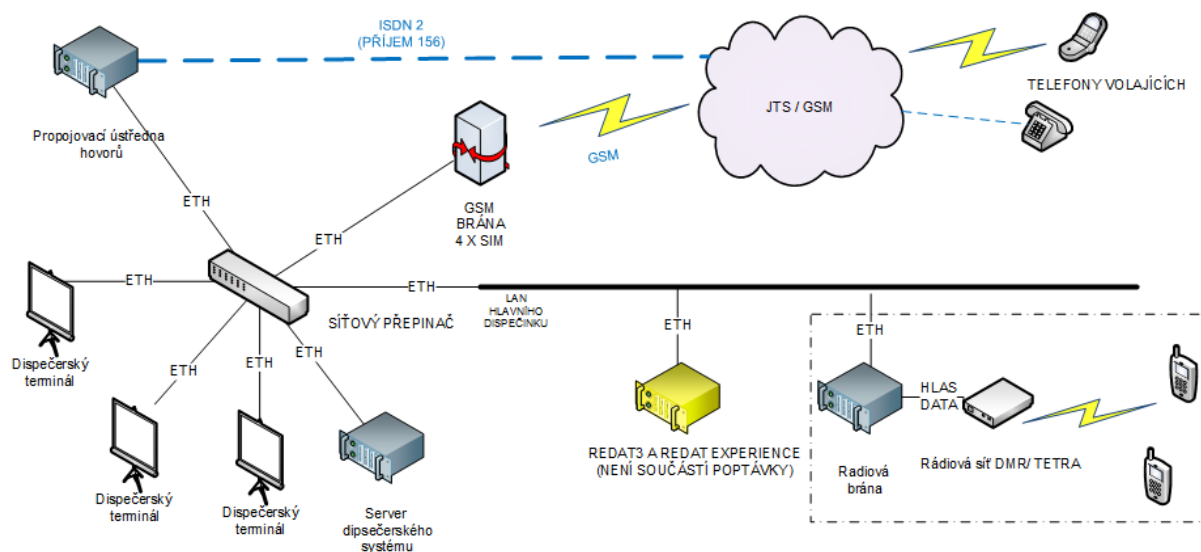 ISDN 2
(PŘÍJEM 156)
JTS / GSM
TELEFONY VOLAJÍCÍCH
Propojovací ústředna
hovorů
GSM
GSM
BRÁNA
4 X SIM
ETH
ETH
ETH
ETH
LAN
HLAVNÍHO
DISPEČINKU
SÍŤOVÝ PŘEPINAČ
ETH
ETH
ETH
ETH
ETH
Dispečerský
terminál
HLAS
DATA
REDAT3 A REDAT EXPERIENCE
(NENÍ SOUČÁSTÍ POPTÁVKY)
Radiová
brána
Rádiová síť DMR/ TETRA
Dispečerský
terminál
Dispečerský
terminál
Server
dipsečerského
systému